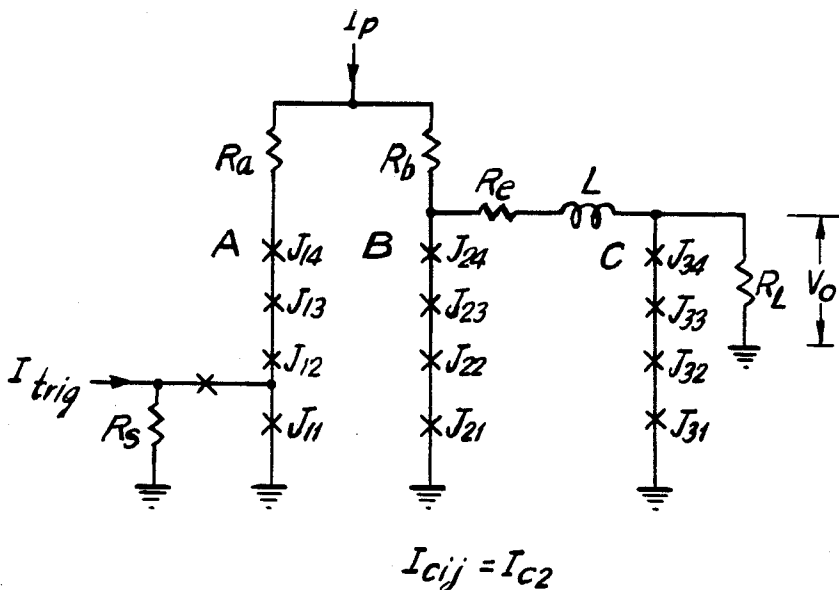 Ip
Ra
Rb
Re
L
A
J14
B
J24
C
J34
RL
Vo
J13
J23
J33
J12
J22
J32
Itrig
Rs
J11
J21
J31
Icij = Ic2